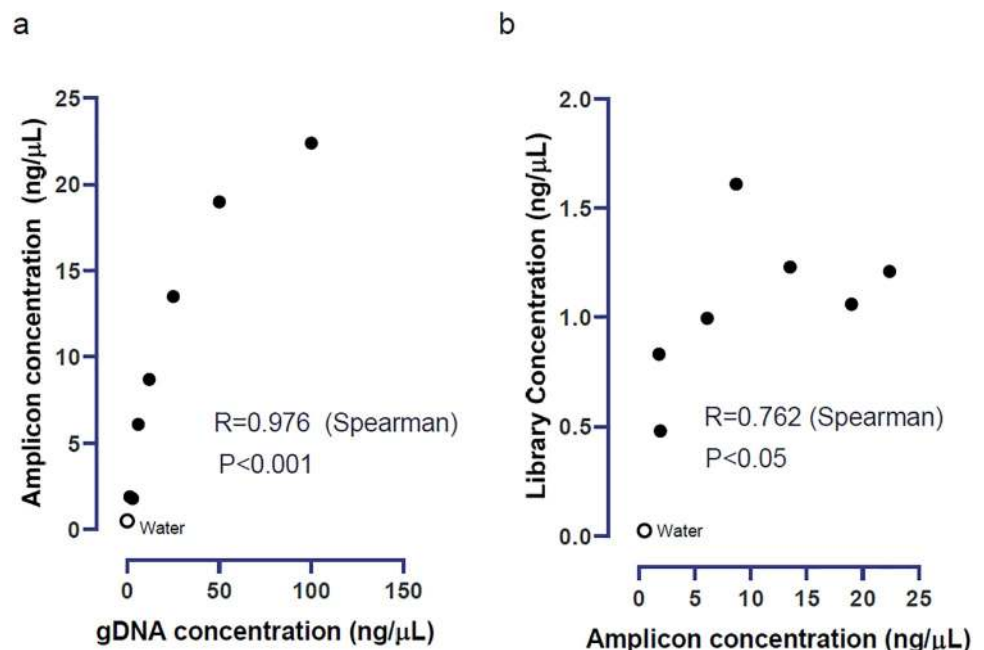 a
Amplicon concentration (ng/μL)
25
20
15
10
5
0
R=0.976 (Spearman)
P<0.001
Water
0 50 100 150
gDNA concentration (ng/μL)
b
Library Concentration (ng/μL)
2.0
1.5
1.0
0.5
0.0
R=0.762 (Spearman)
P<0.05
Water
0 5 10 15 20 25
Amplicon concentration (ng/μL)